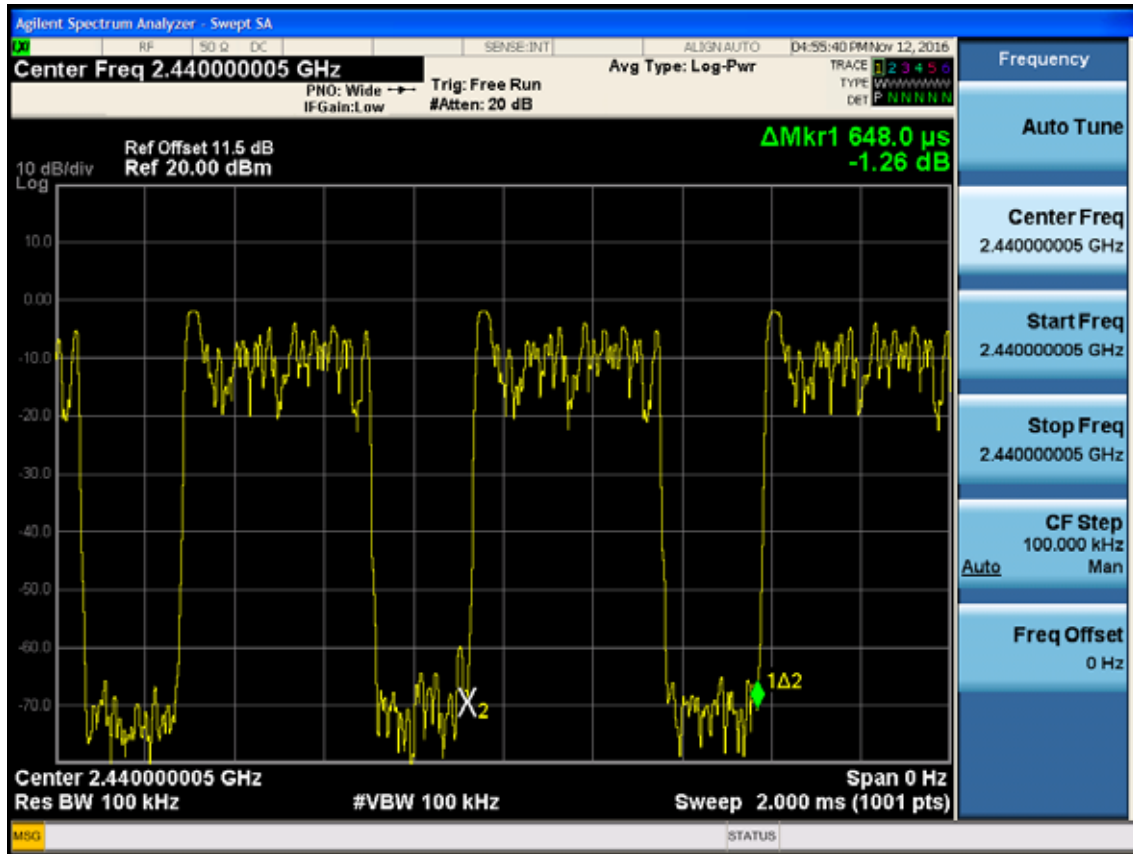 Agilent Spectrum Analyzer - Swept SA
RF 50 Ω DC SENSE:INT ALIGN AUTO 04:55:40 PM Nov 12, 2016
Center Freq 2.440000005 GHz
PNO: Wide
IFGain:Low
Trig: Free Run
#Atten: 20 dB
Avg Type: Log-Pwr
TRACE 1 2 3 4 5 6
TYPE WWWWWW
DET P N N N N N
Ref Offset 11.5 dB
10 dB/div Ref 20.00 dBm
Log
ΔMkr1 648.0 µs
-1.26 dB
10.0
0.00
-10.0
-20.0
-30.0
-40.0
-50.0
-60.0
-70.0
X2
1Δ2
Center 2.440000005 GHz Span 0 Hz
Res BW 100 kHz #VBW 100 kHz Sweep 2.000 ms (1001 pts)
MSG STATUS
Frequency
Auto Tune
Center Freq
2.440000005 GHz
Start Freq
2.440000005 GHz
Stop Freq
2.440000005 GHz
CF Step
100.000 kHz
Auto Man
Freq Offset
0 Hz